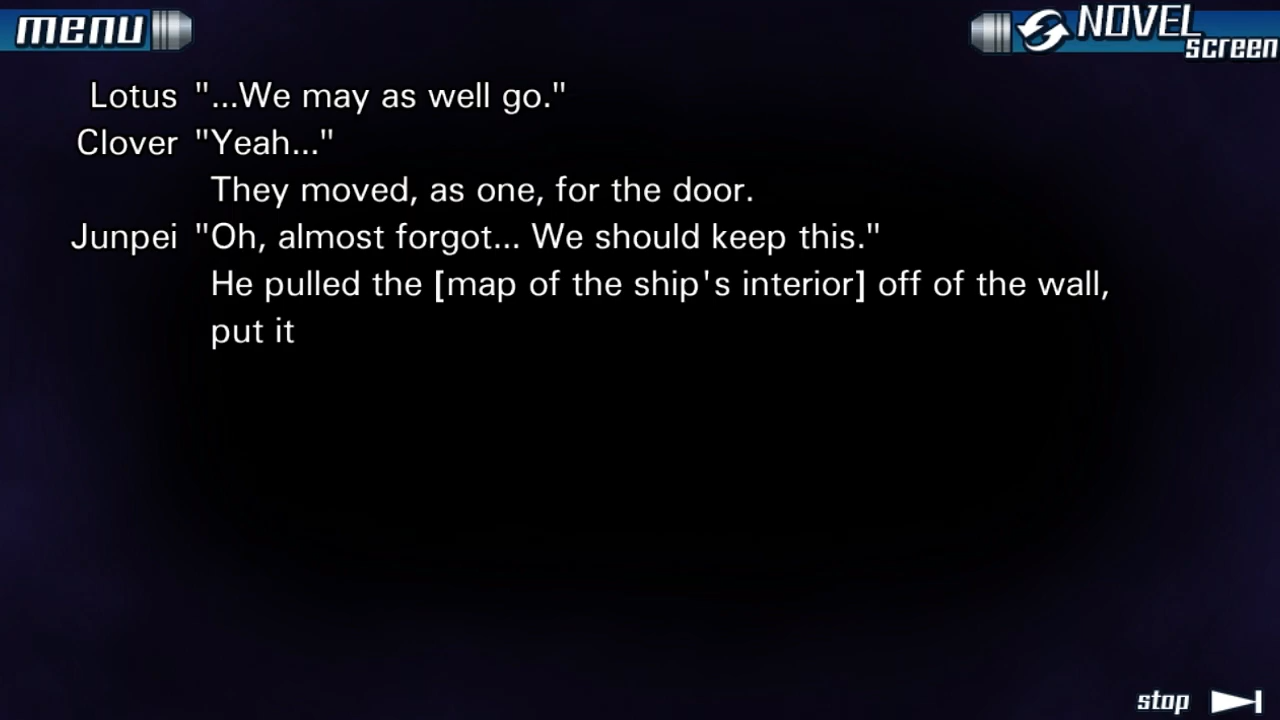 menu
NOVEL
screen
Lotus "...We may as well go."
Clover "Yeah..."
They moved, as one, for the door.
Junpei "Oh, almost forgot... We should keep this."
He pulled the [map of the ship's interior] off of the wall,
put it
stop